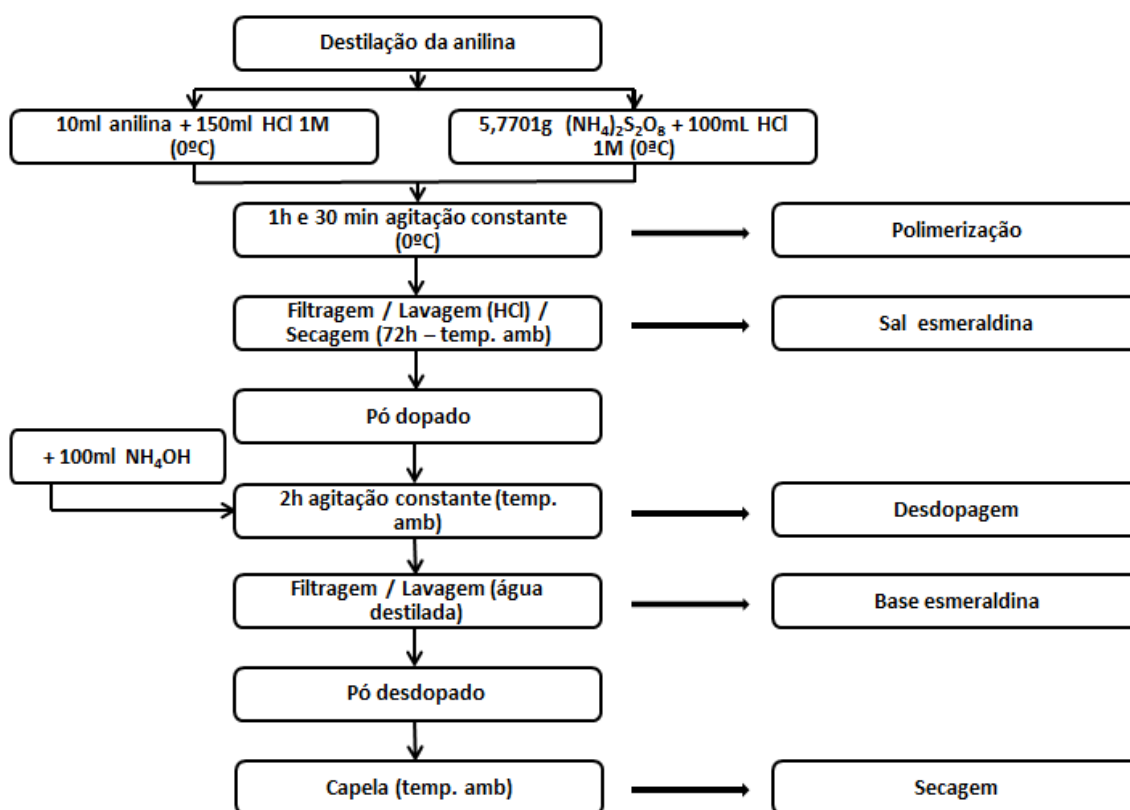 Destilação da anilina
10ml anilina + 150ml HCl 1M
(0ºC)
5,7701g (NH₄)₂S₂O₈ + 100mL HCl
1M (0ªC)
1h e 30 min agitação constante
(0ºC)
Polimerização
Filtragem / Lavagem (HCl) /
Secagem (72h – temp. amb)
Sal esmeraldina
Pó dopado
+ 100ml NH₄OH
2h agitação constante (temp.
amb)
Desdopagem
Filtragem / Lavagem (água
destilada)
Base esmeraldina
Pó desdopado
Capela (temp. amb)
Secagem